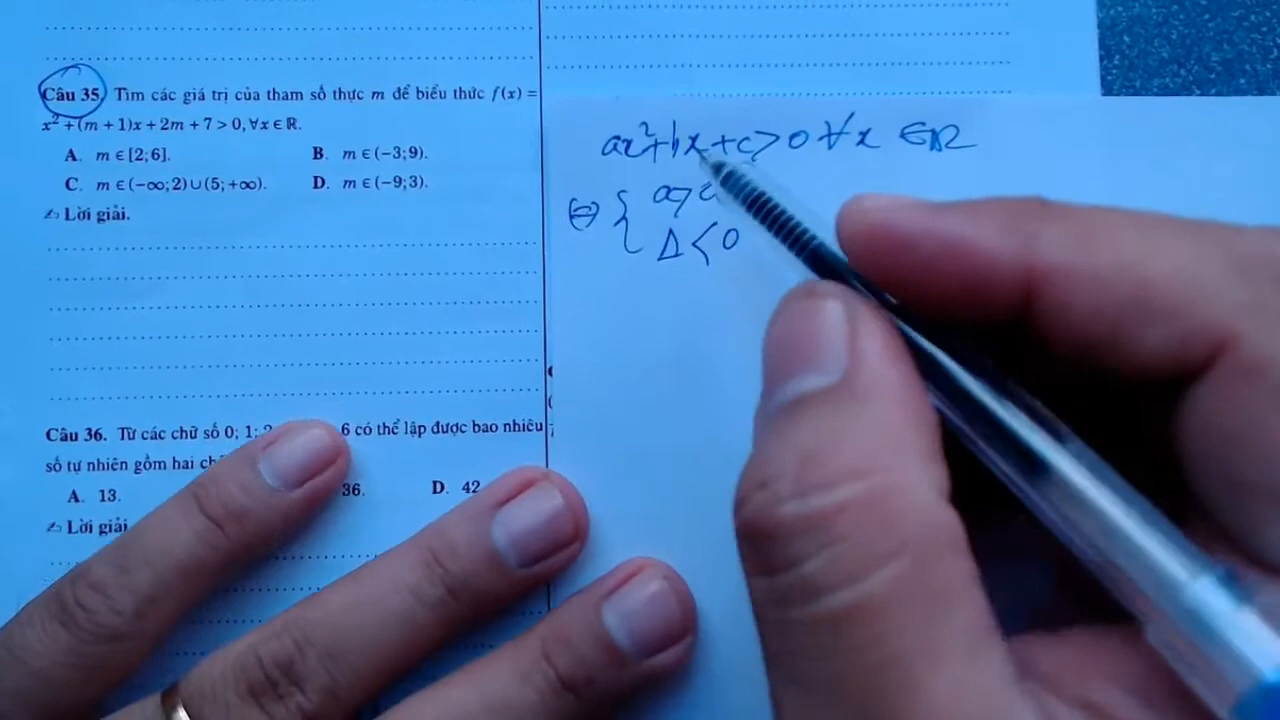 Câu 35. Tìm các giá trị của tham số thực m để biểu thức f(x) =
x² + (m + 1)x + 2m + 7 > 0, ∀x ∈ ℝ.
A. m ∈ [2; 6].
B. m ∈ (−3; 9).
C. m ∈ (−∞; 2) ∪ (5; +∞).
D. m ∈ (−9; 3).
✍ Lời giải.
Câu 36. Từ các chữ số 0; 1; 6 có thể lập được bao nhiêu
số tự nhiên gồm hai
A. 13.
36.
D. 42
✍ Lời giải
ax² + bx + c > 0 ∀x ∈ ℝ
⇔ { a >
Δ < 0